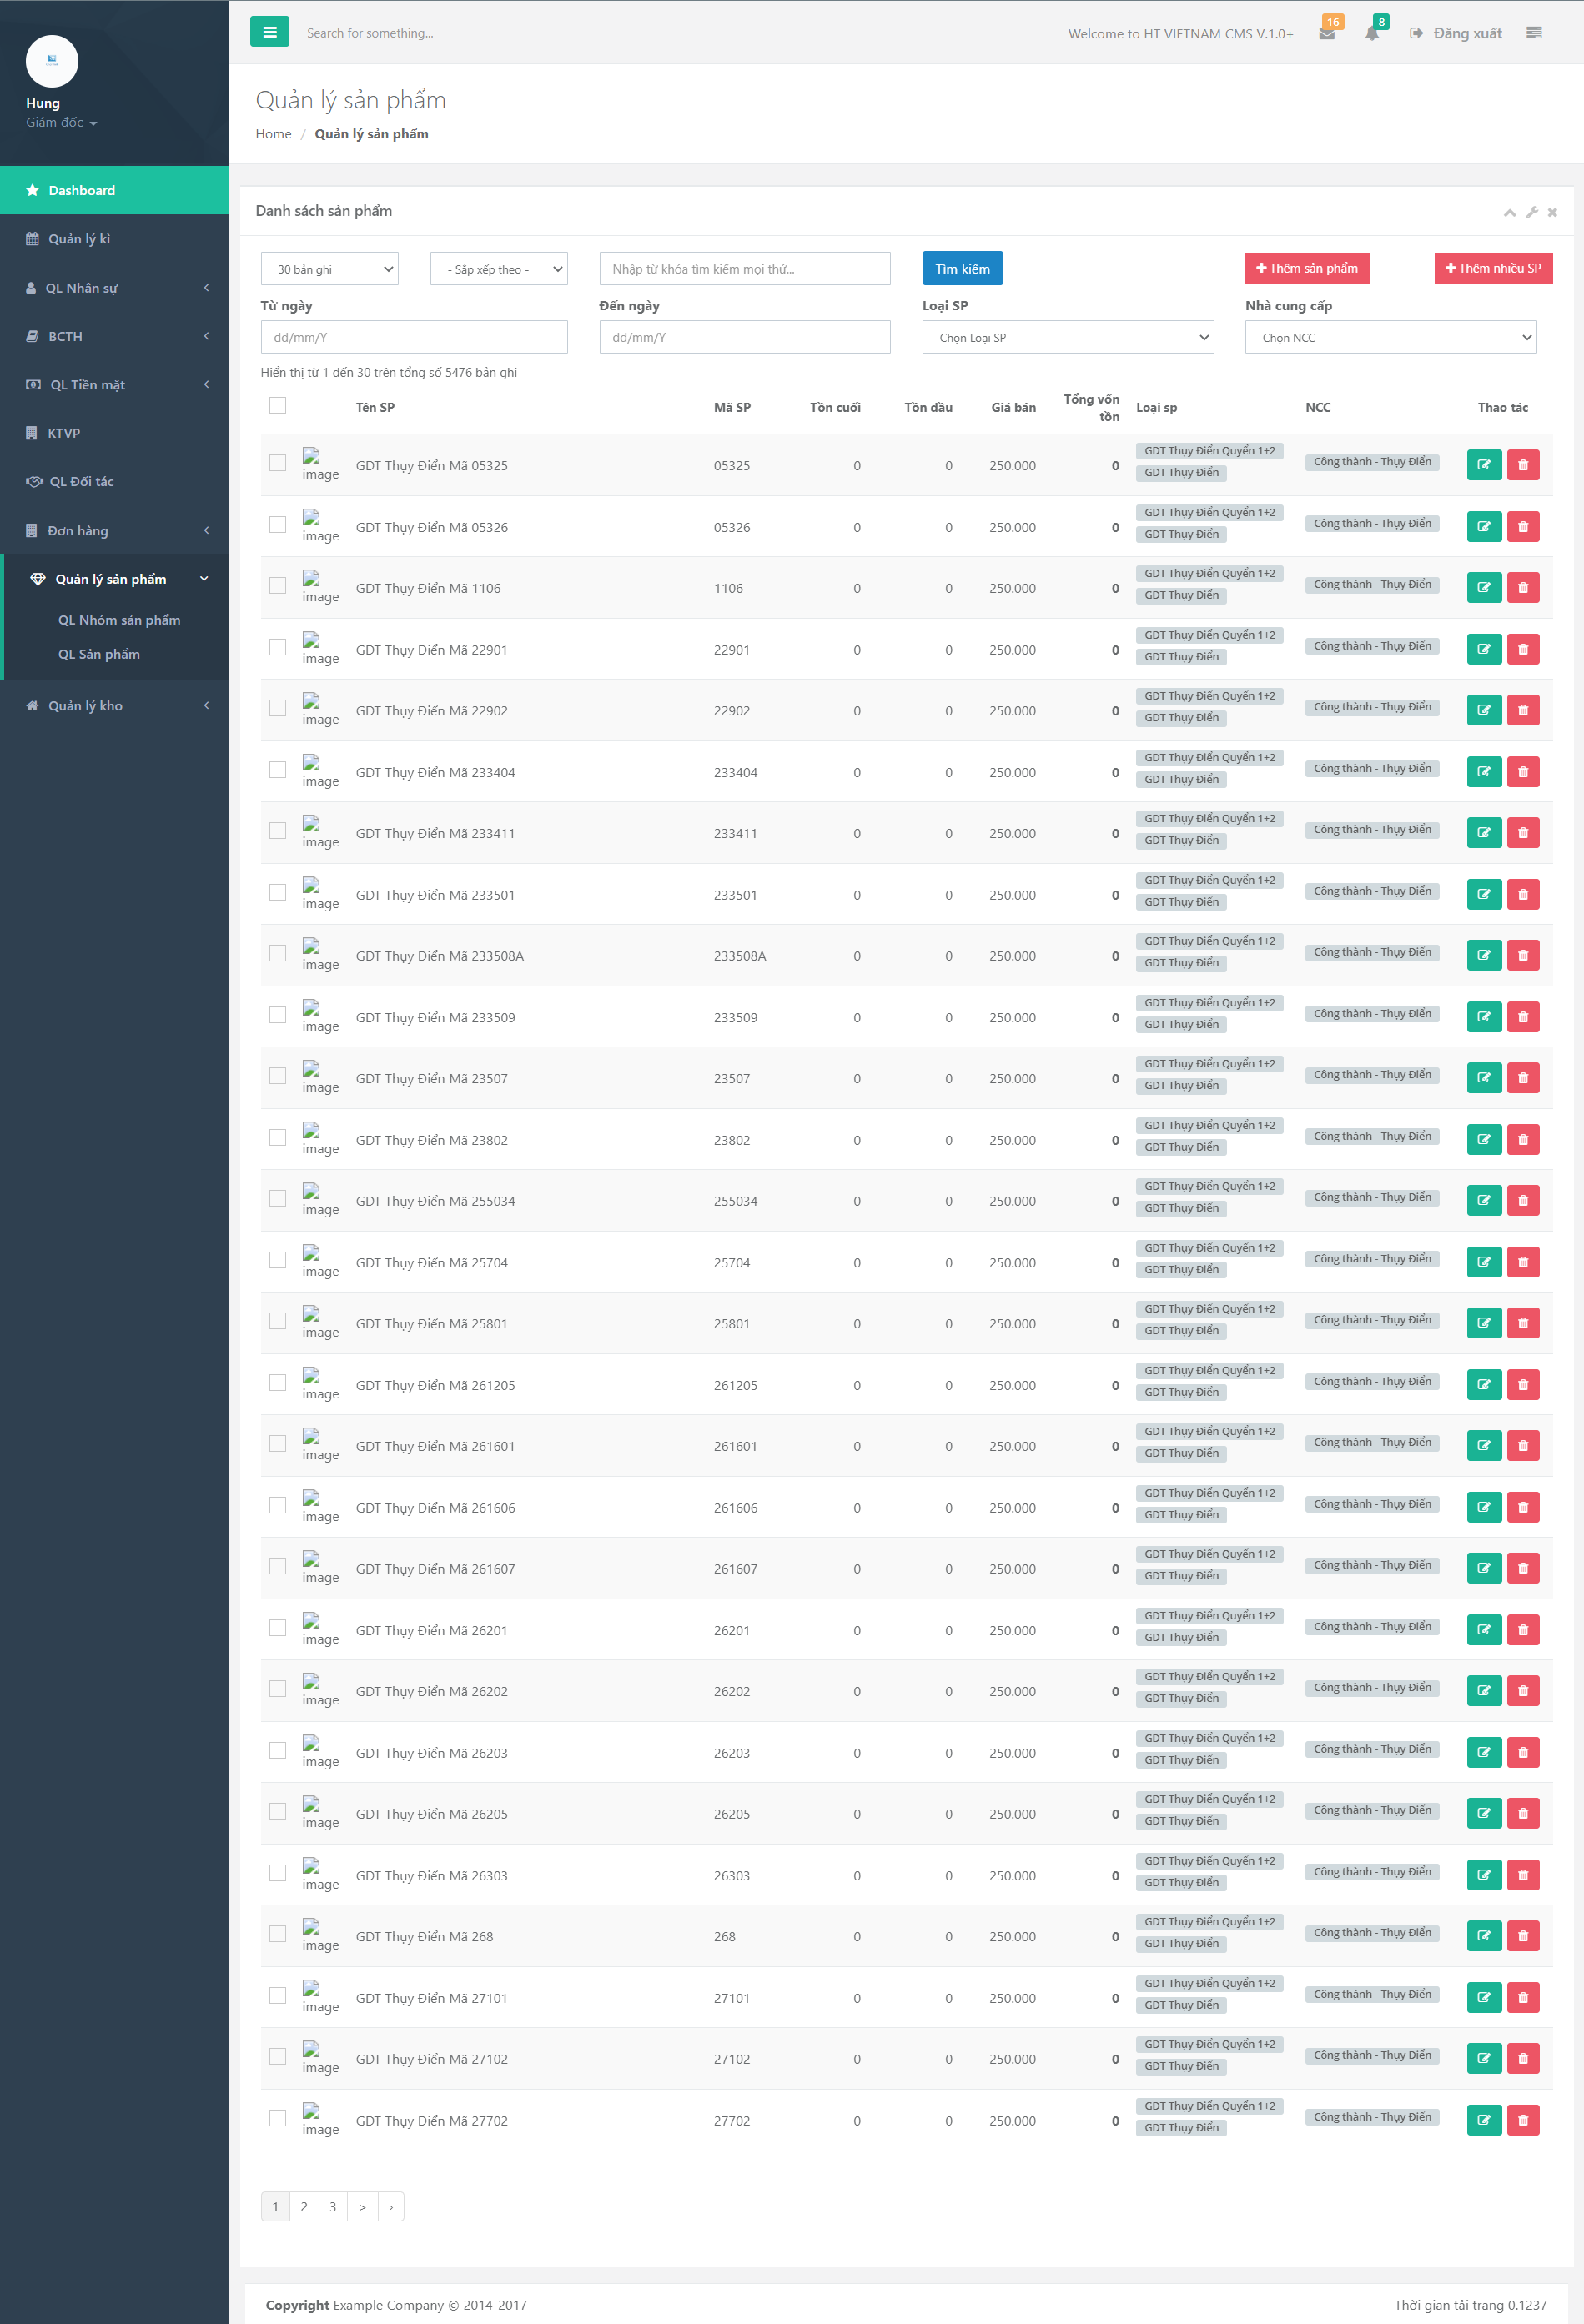 Hung
Giám đốc
Dashboard
Quản lý kì
QL Nhân sự
BCTH
QL Tiền mặt
KTVP
QL Đối tác
Đơn hàng
Quản lý sản phẩm
QL Nhóm sản phẩm
QL Sản phẩm
Quản lý kho
Search for something...
Welcome to HT VIETNAM CMS V.1.0+
16
8
Đăng xuất
Quản lý sản phẩm
Home / Quản lý sản phẩm
Danh sách sản phẩm
30 bản ghi - Sắp xếp theo - Nhập từ khóa tìm kiếm mọi thứ... Tìm kiếm Thêm sản phẩm Thêm nhiều SP
Từ ngày Đến ngày Loại SP Nhà cung cấp
dd/mm/Y dd/mm/Y Chọn Loại SP Chọn NCC
Hiển thị từ 1 đến 30 trên tổng số 5476 bản ghi
Tên SP Mã SP Tồn cuối Tồn đầu Giá bán Tổng vốn tồn Loại sp NCC Thao tác
image GDT Thụy Điển Mã 05325 05325 0 0 250.000 0 GDT Thụy Điển Quyển 1+2 GDT Thụy Điển Công thành - Thụy Điển
image GDT Thụy Điển Mã 05326 05326 0 0 250.000 0 GDT Thụy Điển Quyển 1+2 GDT Thụy Điển Công thành - Thụy Điển
image GDT Thụy Điển Mã 1106 1106 0 0 250.000 0 GDT Thụy Điển Quyển 1+2 GDT Thụy Điển Công thành - Thụy Điển
image GDT Thụy Điển Mã 22901 22901 0 0 250.000 0 GDT Thụy Điển Quyển 1+2 GDT Thụy Điển Công thành - Thụy Điển
image GDT Thụy Điển Mã 22902 22902 0 0 250.000 0 GDT Thụy Điển Quyển 1+2 GDT Thụy Điển Công thành - Thụy Điển
image GDT Thụy Điển Mã 233404 233404 0 0 250.000 0 GDT Thụy Điển Quyển 1+2 GDT Thụy Điển Công thành - Thụy Điển
image GDT Thụy Điển Mã 233411 233411 0 0 250.000 0 GDT Thụy Điển Quyển 1+2 GDT Thụy Điển Công thành - Thụy Điển
image GDT Thụy Điển Mã 233501 233501 0 0 250.000 0 GDT Thụy Điển Quyển 1+2 GDT Thụy Điển Công thành - Thụy Điển
image GDT Thụy Điển Mã 233508A 233508A 0 0 250.000 0 GDT Thụy Điển Quyển 1+2 GDT Thụy Điển Công thành - Thụy Điển
image GDT Thụy Điển Mã 233509 233509 0 0 250.000 0 GDT Thụy Điển Quyển 1+2 GDT Thụy Điển Công thành - Thụy Điển
image GDT Thụy Điển Mã 23507 23507 0 0 250.000 0 GDT Thụy Điển Quyển 1+2 GDT Thụy Điển Công thành - Thụy Điển
image GDT Thụy Điển Mã 23802 23802 0 0 250.000 0 GDT Thụy Điển Quyển 1+2 GDT Thụy Điển Công thành - Thụy Điển
image GDT Thụy Điển Mã 255034 255034 0 0 250.000 0 GDT Thụy Điển Quyển 1+2 GDT Thụy Điển Công thành - Thụy Điển
image GDT Thụy Điển Mã 25704 25704 0 0 250.000 0 GDT Thụy Điển Quyển 1+2 GDT Thụy Điển Công thành - Thụy Điển
image GDT Thụy Điển Mã 25801 25801 0 0 250.000 0 GDT Thụy Điển Quyển 1+2 GDT Thụy Điển Công thành - Thụy Điển
image GDT Thụy Điển Mã 261205 261205 0 0 250.000 0 GDT Thụy Điển Quyển 1+2 GDT Thụy Điển Công thành - Thụy Điển
image GDT Thụy Điển Mã 261601 261601 0 0 250.000 0 GDT Thụy Điển Quyển 1+2 GDT Thụy Điển Công thành - Thụy Điển
image GDT Thụy Điển Mã 261606 261606 0 0 250.000 0 GDT Thụy Điển Quyển 1+2 GDT Thụy Điển Công thành - Thụy Điển
image GDT Thụy Điển Mã 261607 261607 0 0 250.000 0 GDT Thụy Điển Quyển 1+2 GDT Thụy Điển Công thành - Thụy Điển
image GDT Thụy Điển Mã 26201 26201 0 0 250.000 0 GDT Thụy Điển Quyển 1+2 GDT Thụy Điển Công thành - Thụy Điển
image GDT Thụy Điển Mã 26202 26202 0 0 250.000 0 GDT Thụy Điển Quyển 1+2 GDT Thụy Điển Công thành - Thụy Điển
image GDT Thụy Điển Mã 26203 26203 0 0 250.000 0 GDT Thụy Điển Quyển 1+2 GDT Thụy Điển Công thành - Thụy Điển
image GDT Thụy Điển Mã 26205 26205 0 0 250.000 0 GDT Thụy Điển Quyển 1+2 GDT Thụy Điển Công thành - Thụy Điển
image GDT Thụy Điển Mã 26303 26303 0 0 250.000 0 GDT Thụy Điển Quyển 1+2 GDT Thụy Điển Công thành - Thụy Điển
image GDT Thụy Điển Mã 268 268 0 0 250.000 0 GDT Thụy Điển Quyển 1+2 GDT Thụy Điển Công thành - Thụy Điển
image GDT Thụy Điển Mã 27101 27101 0 0 250.000 0 GDT Thụy Điển Quyển 1+2 GDT Thụy Điển Công thành - Thụy Điển
image GDT Thụy Điển Mã 27102 27102 0 0 250.000 0 GDT Thụy Điển Quyển 1+2 GDT Thụy Điển Công thành - Thụy Điển
image GDT Thụy Điển Mã 27702 27702 0 0 250.000 0 GDT Thụy Điển Quyển 1+2 GDT Thụy Điển Công thành - Thụy Điển
1 2 3 > ›
Copyright Example Company © 2014-2017 Thời gian tải trang 0.1237